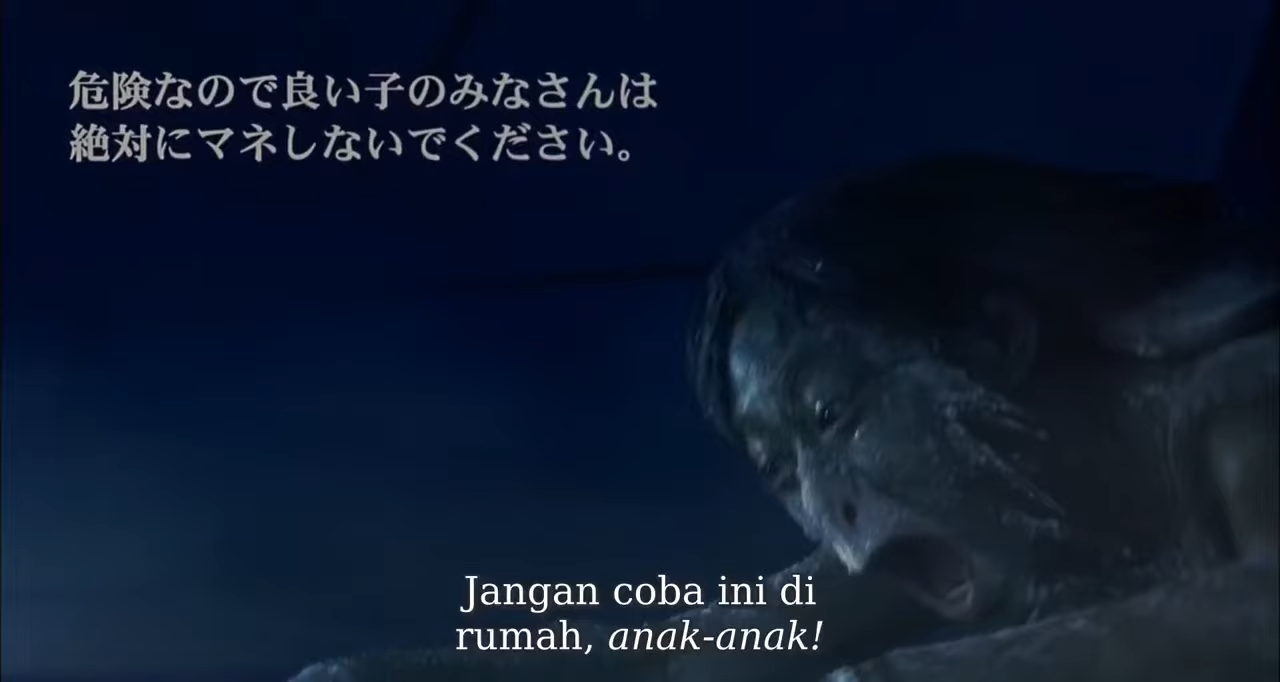 危険なので良い子のみなさんは
絶対にマネしないでください。
Jangan coba ini di
rumah, anak-anak!